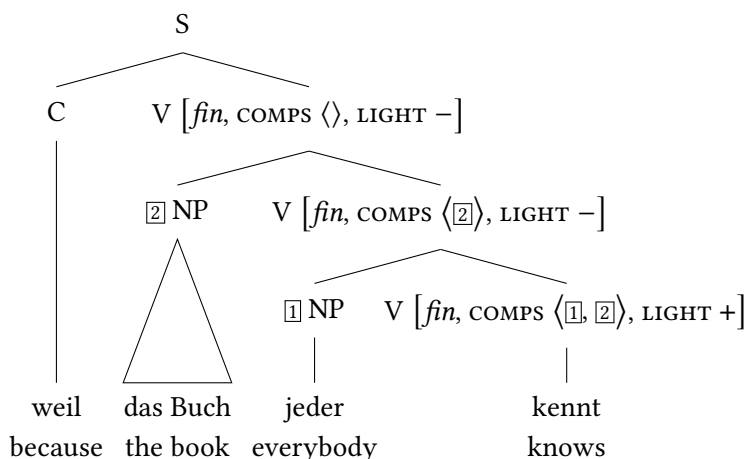 S
C V [fin, COMPS ⟨⟩, LIGHT −]
2 NP V [fin, COMPS ⟨2⟩, LIGHT −]
1 NP V [fin, COMPS ⟨1, 2⟩, LIGHT +]
weil das Buch jeder kennt
because the book everybody knows